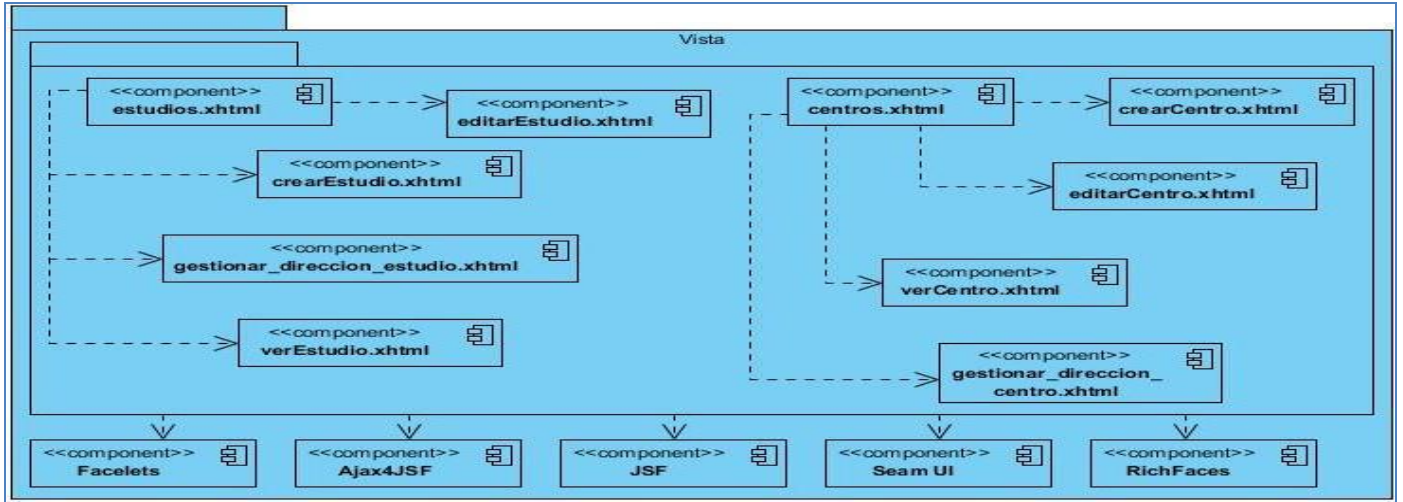 Vista
<<component>>
estudios.xhtml
<<component>>
editarEstudio.xhtml
<<component>>
crearEstudio.xhtml
<<component>>
gestionar_direccion_estudio.xhtml
<<component>>
verEstudio.xhtml
<<component>>
centros.xhtml
<<component>>
crearCentro.xhtml
<<component>>
editarCentro.xhtml
<<component>>
verCentro.xhtml
<<component>>
gestionar_direccion_
centro.xhtml
<<component>>
Facelets
<<component>>
Ajax4JSF
<<component>>
JSF
<<component>>
Seam UI
<<component>>
RichFaces